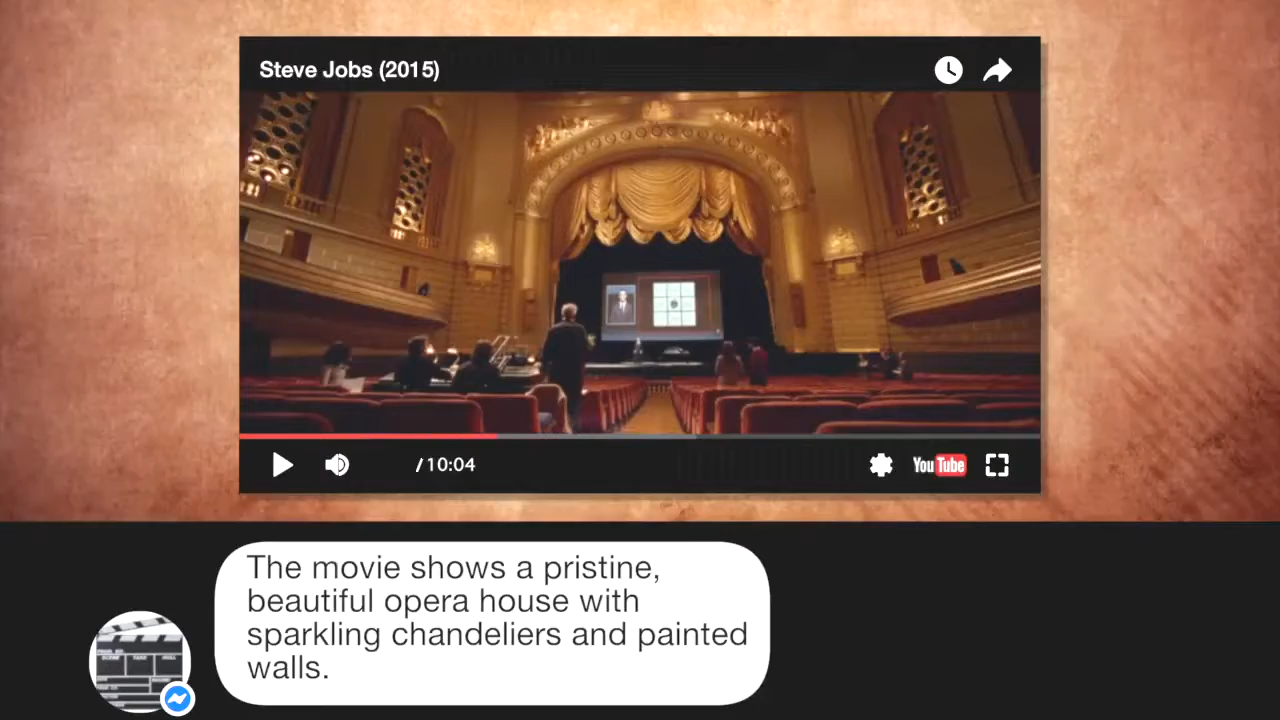 Steve Jobs (2015)
/10:04
YouTube
The movie shows a pristine,
beautiful opera house with
sparkling chandeliers and painted
walls.